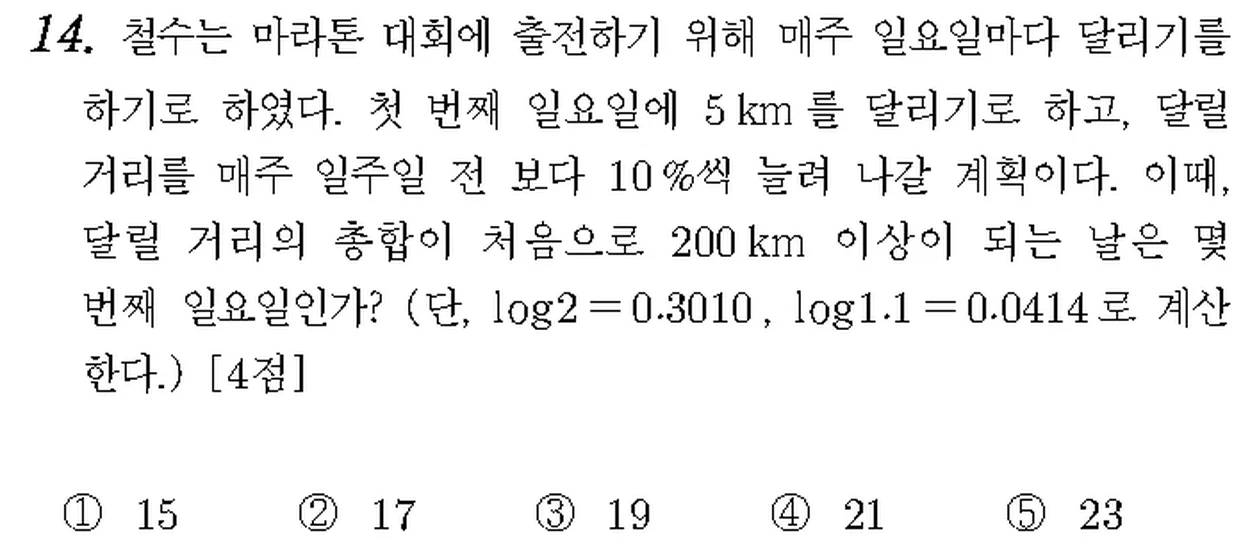 14. 철수는 마라톤 대회에 출전하기 위해 매주 일요일마다 달리기를
하기로 하였다. 첫 번째 일요일에 5 km 를 달리기로 하고, 달릴
거리를 매주 일주일 전 보다 10 %씩 늘려 나갈 계획이다. 이때,
달릴 거리의 총합이 처음으로 200 km 이상이 되는 날은 몇
번째 일요일인가? (단, log2 = 0.3010, log1.1 = 0.0414 로 계산
한다.) [4점]
① 15 ② 17 ③ 19 ④ 21 ⑤ 23